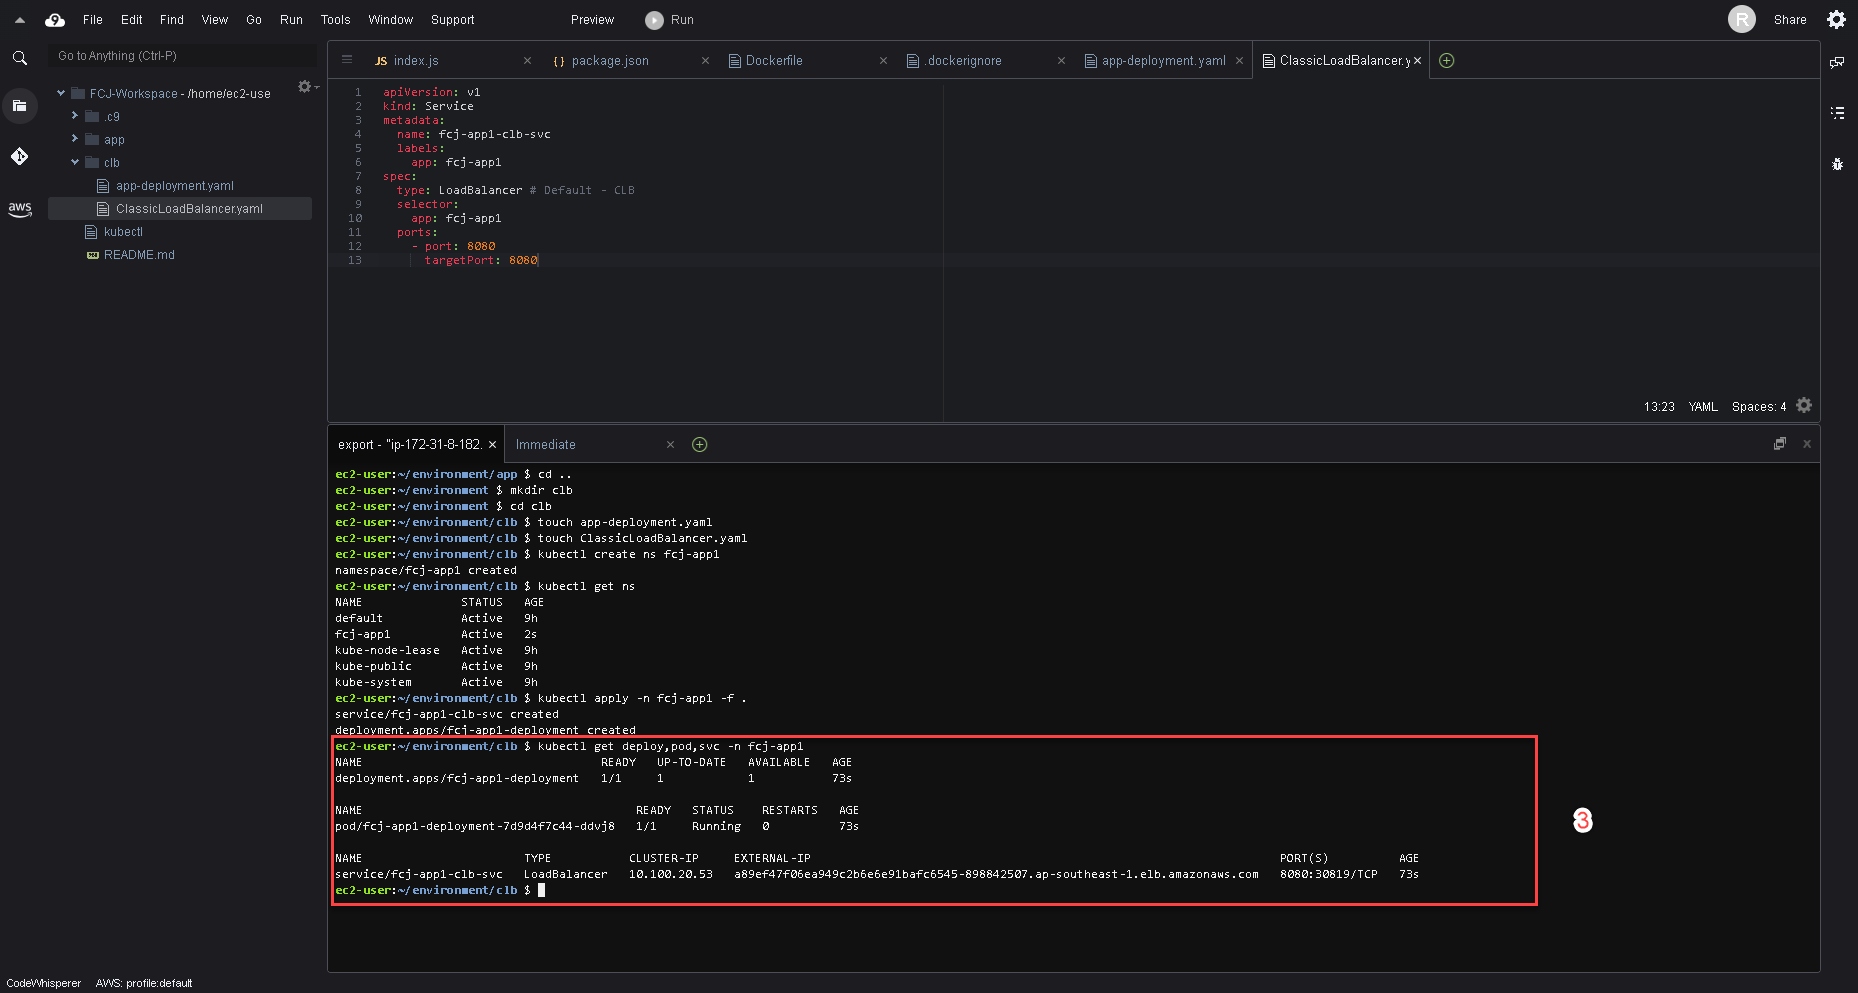 File Edit Find View Go Run Tools Window Support Preview Run R Share
Go to Anything (Ctrl-P)
FCJ-Workspace - /home/ec2-use
.c9
app
clb
app-deployment.yaml
ClassicLoadBalancer.yaml
kubectl
README.md
aws
JS index.js
{ } package.json
Dockerfile
.dockerignore
app-deployment.yaml
ClassicLoadBalancer.y
1 apiVersion: v1
2 kind: Service
3 metadata:
4 name: fcj-app1-clb-svc
5 labels:
6 app: fcj-app1
7 spec:
8 type: LoadBalancer # Default - CLB
9 selector:
10 app: fcj-app1
11 ports:
12 - port: 8080
13 targetPort: 8080
13:23 YAML Spaces: 4
export - "ip-172-31-8-182. Immediate
ec2-user:~/environment/app $ cd ..
ec2-user:~/environment $ mkdir clb
ec2-user:~/environment $ cd clb
ec2-user:~/environment/clb $ touch app-deployment.yaml
ec2-user:~/environment/clb $ touch ClassicLoadBalancer.yaml
ec2-user:~/environment/clb $ kubectl create ns fcj-app1
namespace/fcj-app1 created
ec2-user:~/environment/clb $ kubectl get ns
NAME STATUS AGE
default Active 9h
fcj-app1 Active 2s
kube-node-lease Active 9h
kube-public Active 9h
kube-system Active 9h
ec2-user:~/environment/clb $ kubectl apply -n fcj-app1 -f .
service/fcj-app1-clb-svc created
deployment.apps/fcj-app1-deployment created
ec2-user:~/environment/clb $ kubectl get deploy,pod,svc -n fcj-app1
NAME READY UP-TO-DATE AVAILABLE AGE
deployment.apps/fcj-app1-deployment 1/1 1 1 73s
NAME READY STATUS RESTARTS AGE
pod/fcj-app1-deployment-7d9d4f7c44-ddvj8 1/1 Running 0 73s
NAME TYPE CLUSTER-IP EXTERNAL-IP PORT(S) AGE
service/fcj-app1-clb-svc LoadBalancer 10.100.20.53 a89ef47f06ea949c2b6e6e91bafc6545-898842507.ap-southeast-1.elb.amazonaws.com 8080:30819/TCP 73s
ec2-user:~/environment/clb $
3
CodeWhisperer AWS: profile:default